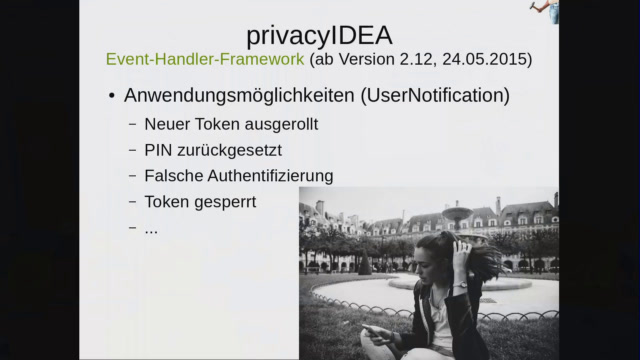 privacyIDEA
Event-Handler-Framework (ab Version 2.12, 24.05.2015)
• Anwendungsmöglichkeiten (UserNotification)
– Neuer Token ausgerollt
– PIN zurückgesetzt
– Falsche Authentifizierung
– Token gesperrt
– ...